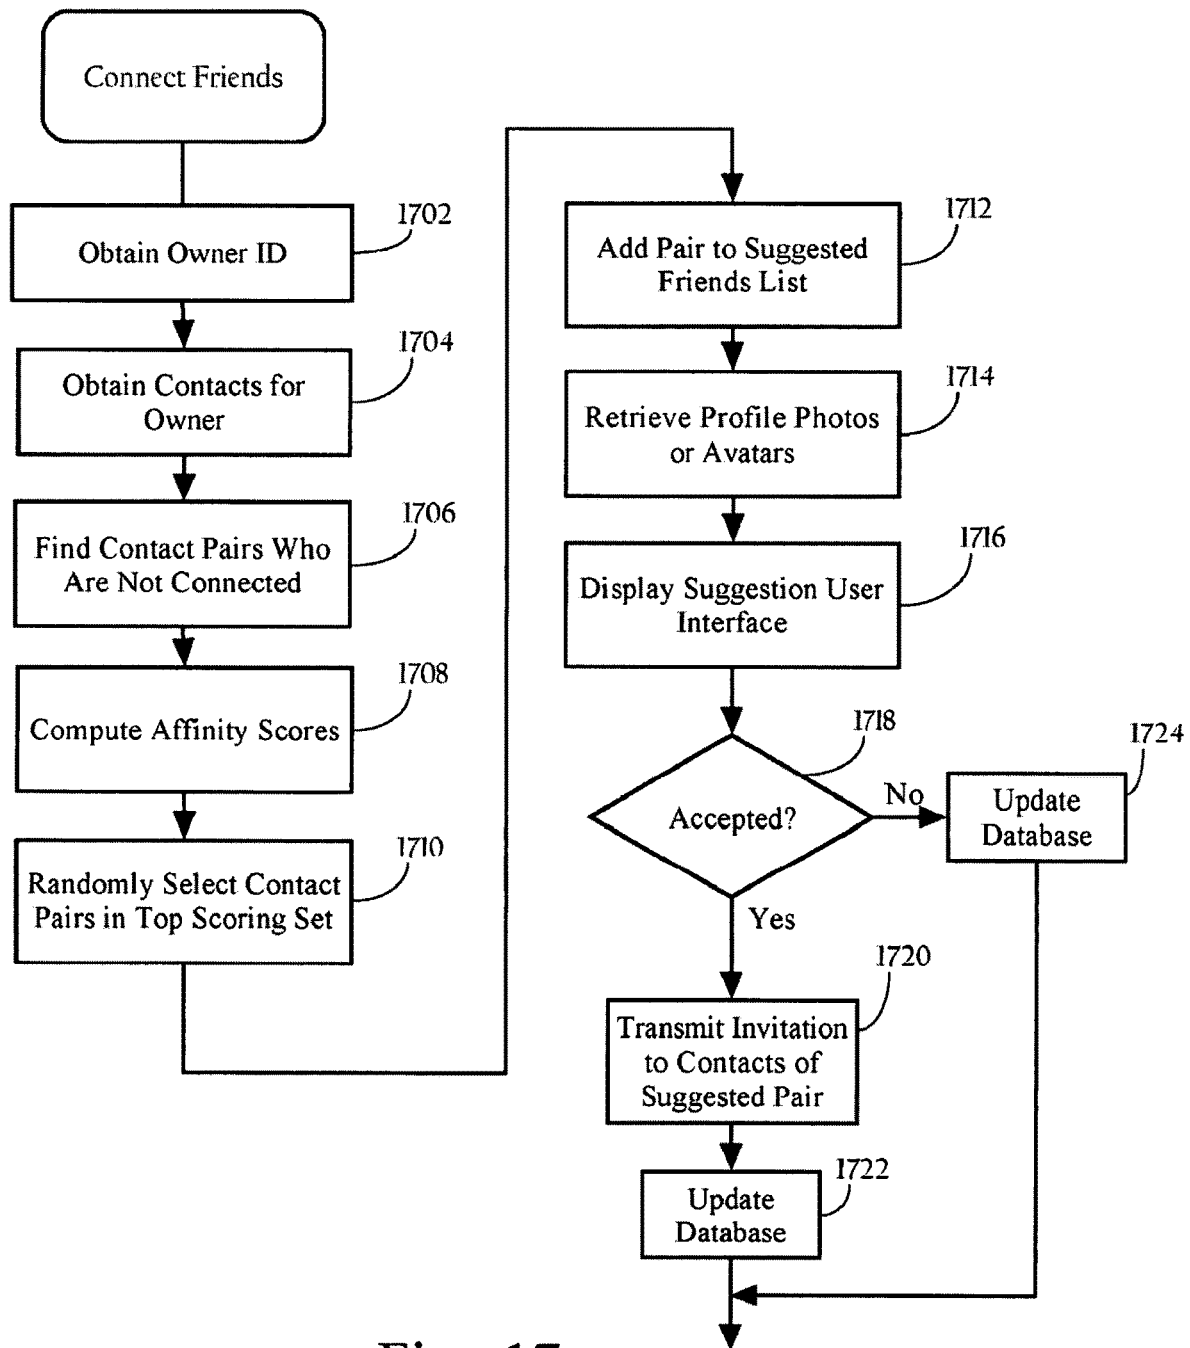 Connect Friends
1702
Obtain Owner ID
1704
Obtain Contacts for
Owner
1706
Find Contact Pairs Who
Are Not Connected
1708
Compute Affinity Scores
1710
Randomly Select Contact
Pairs in Top Scoring Set
1712
Add Pair to Suggested
Friends List
1714
Retrieve Profile Photos
or Avatars
1716
Display Suggestion User
Interface
1718
Accepted?
No
1724
Update
Database
Yes
1720
Transmit Invitation
to Contacts of
Suggested Pair
1722
Update
Database